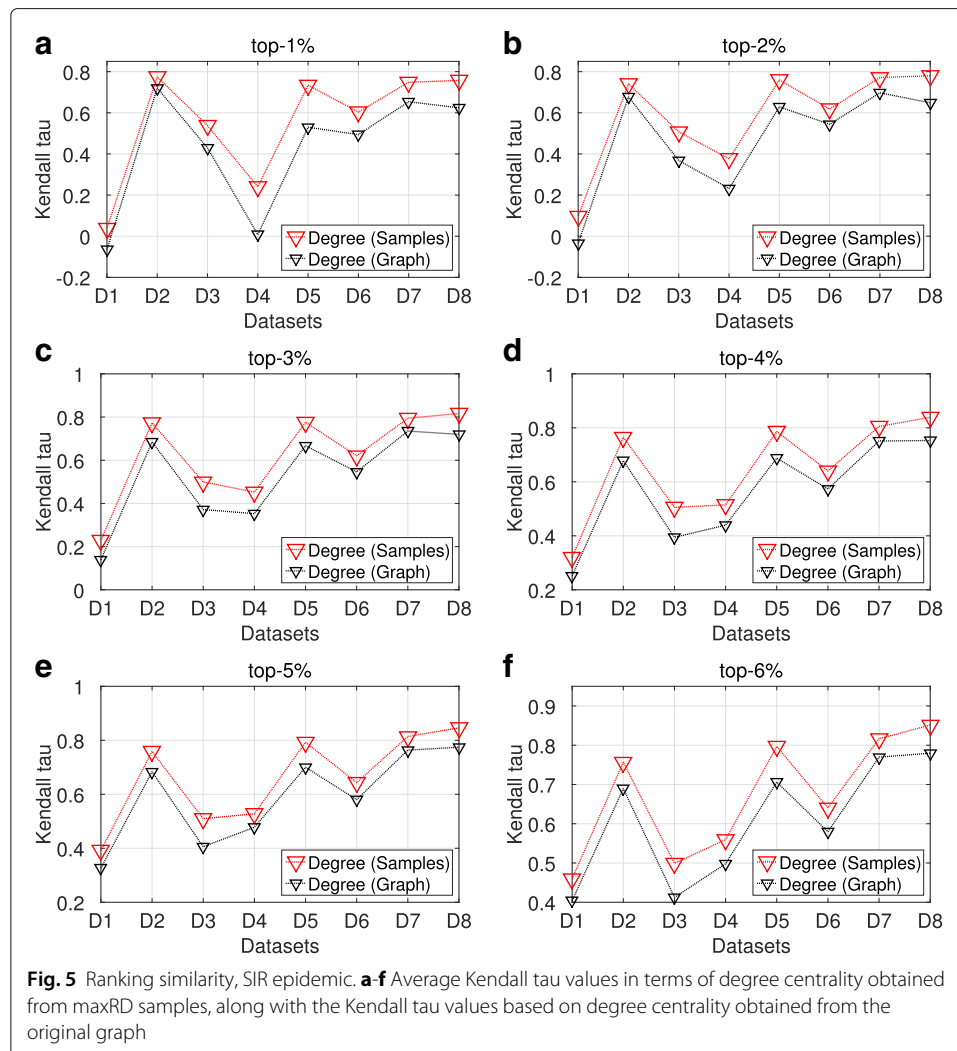 a
top-1%
0.8
0.6
0.4
0.2
0
-0.2
Kendall tau
Degree (Samples)
Degree (Graph)
D1 D2 D3 D4 D5 D6 D7 D8
Datasets
b
top-2%
0.8
0.6
0.4
0.2
0
-0.2
Kendall tau
Degree (Samples)
Degree (Graph)
D1 D2 D3 D4 D5 D6 D7 D8
Datasets
c
top-3%
1
0.8
0.6
0.4
0.2
0
Kendall tau
Degree (Samples)
Degree (Graph)
D1 D2 D3 D4 D5 D6 D7 D8
Datasets
d
top-4%
1
0.8
0.6
0.4
0.2
Kendall tau
Degree (Samples)
Degree (Graph)
D1 D2 D3 D4 D5 D6 D7 D8
Datasets
e
top-5%
1
0.8
0.6
0.4
0.2
Kendall tau
Degree (Samples)
Degree (Graph)
D1 D2 D3 D4 D5 D6 D7 D8
Datasets
f
top-6%
0.9
0.8
0.7
0.6
0.5
0.4
Kendall tau
Degree (Samples)
Degree (Graph)
D1 D2 D3 D4 D5 D6 D7 D8
Datasets
Fig. 5 Ranking similarity, SIR epidemic. a-f Average Kendall tau values in terms of degree centrality obtained
from maxRD samples, along with the Kendall tau values based on degree centrality obtained from the
original graph